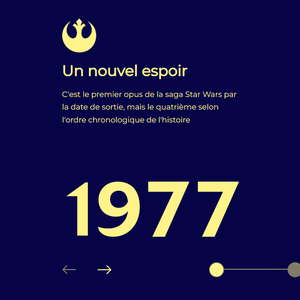 Un nouvel espoir
C'est le premier opus de la saga Star Wars par
la date de sortie, mais le quatrième selon
l'ordre chronologique de l'histoire
1977